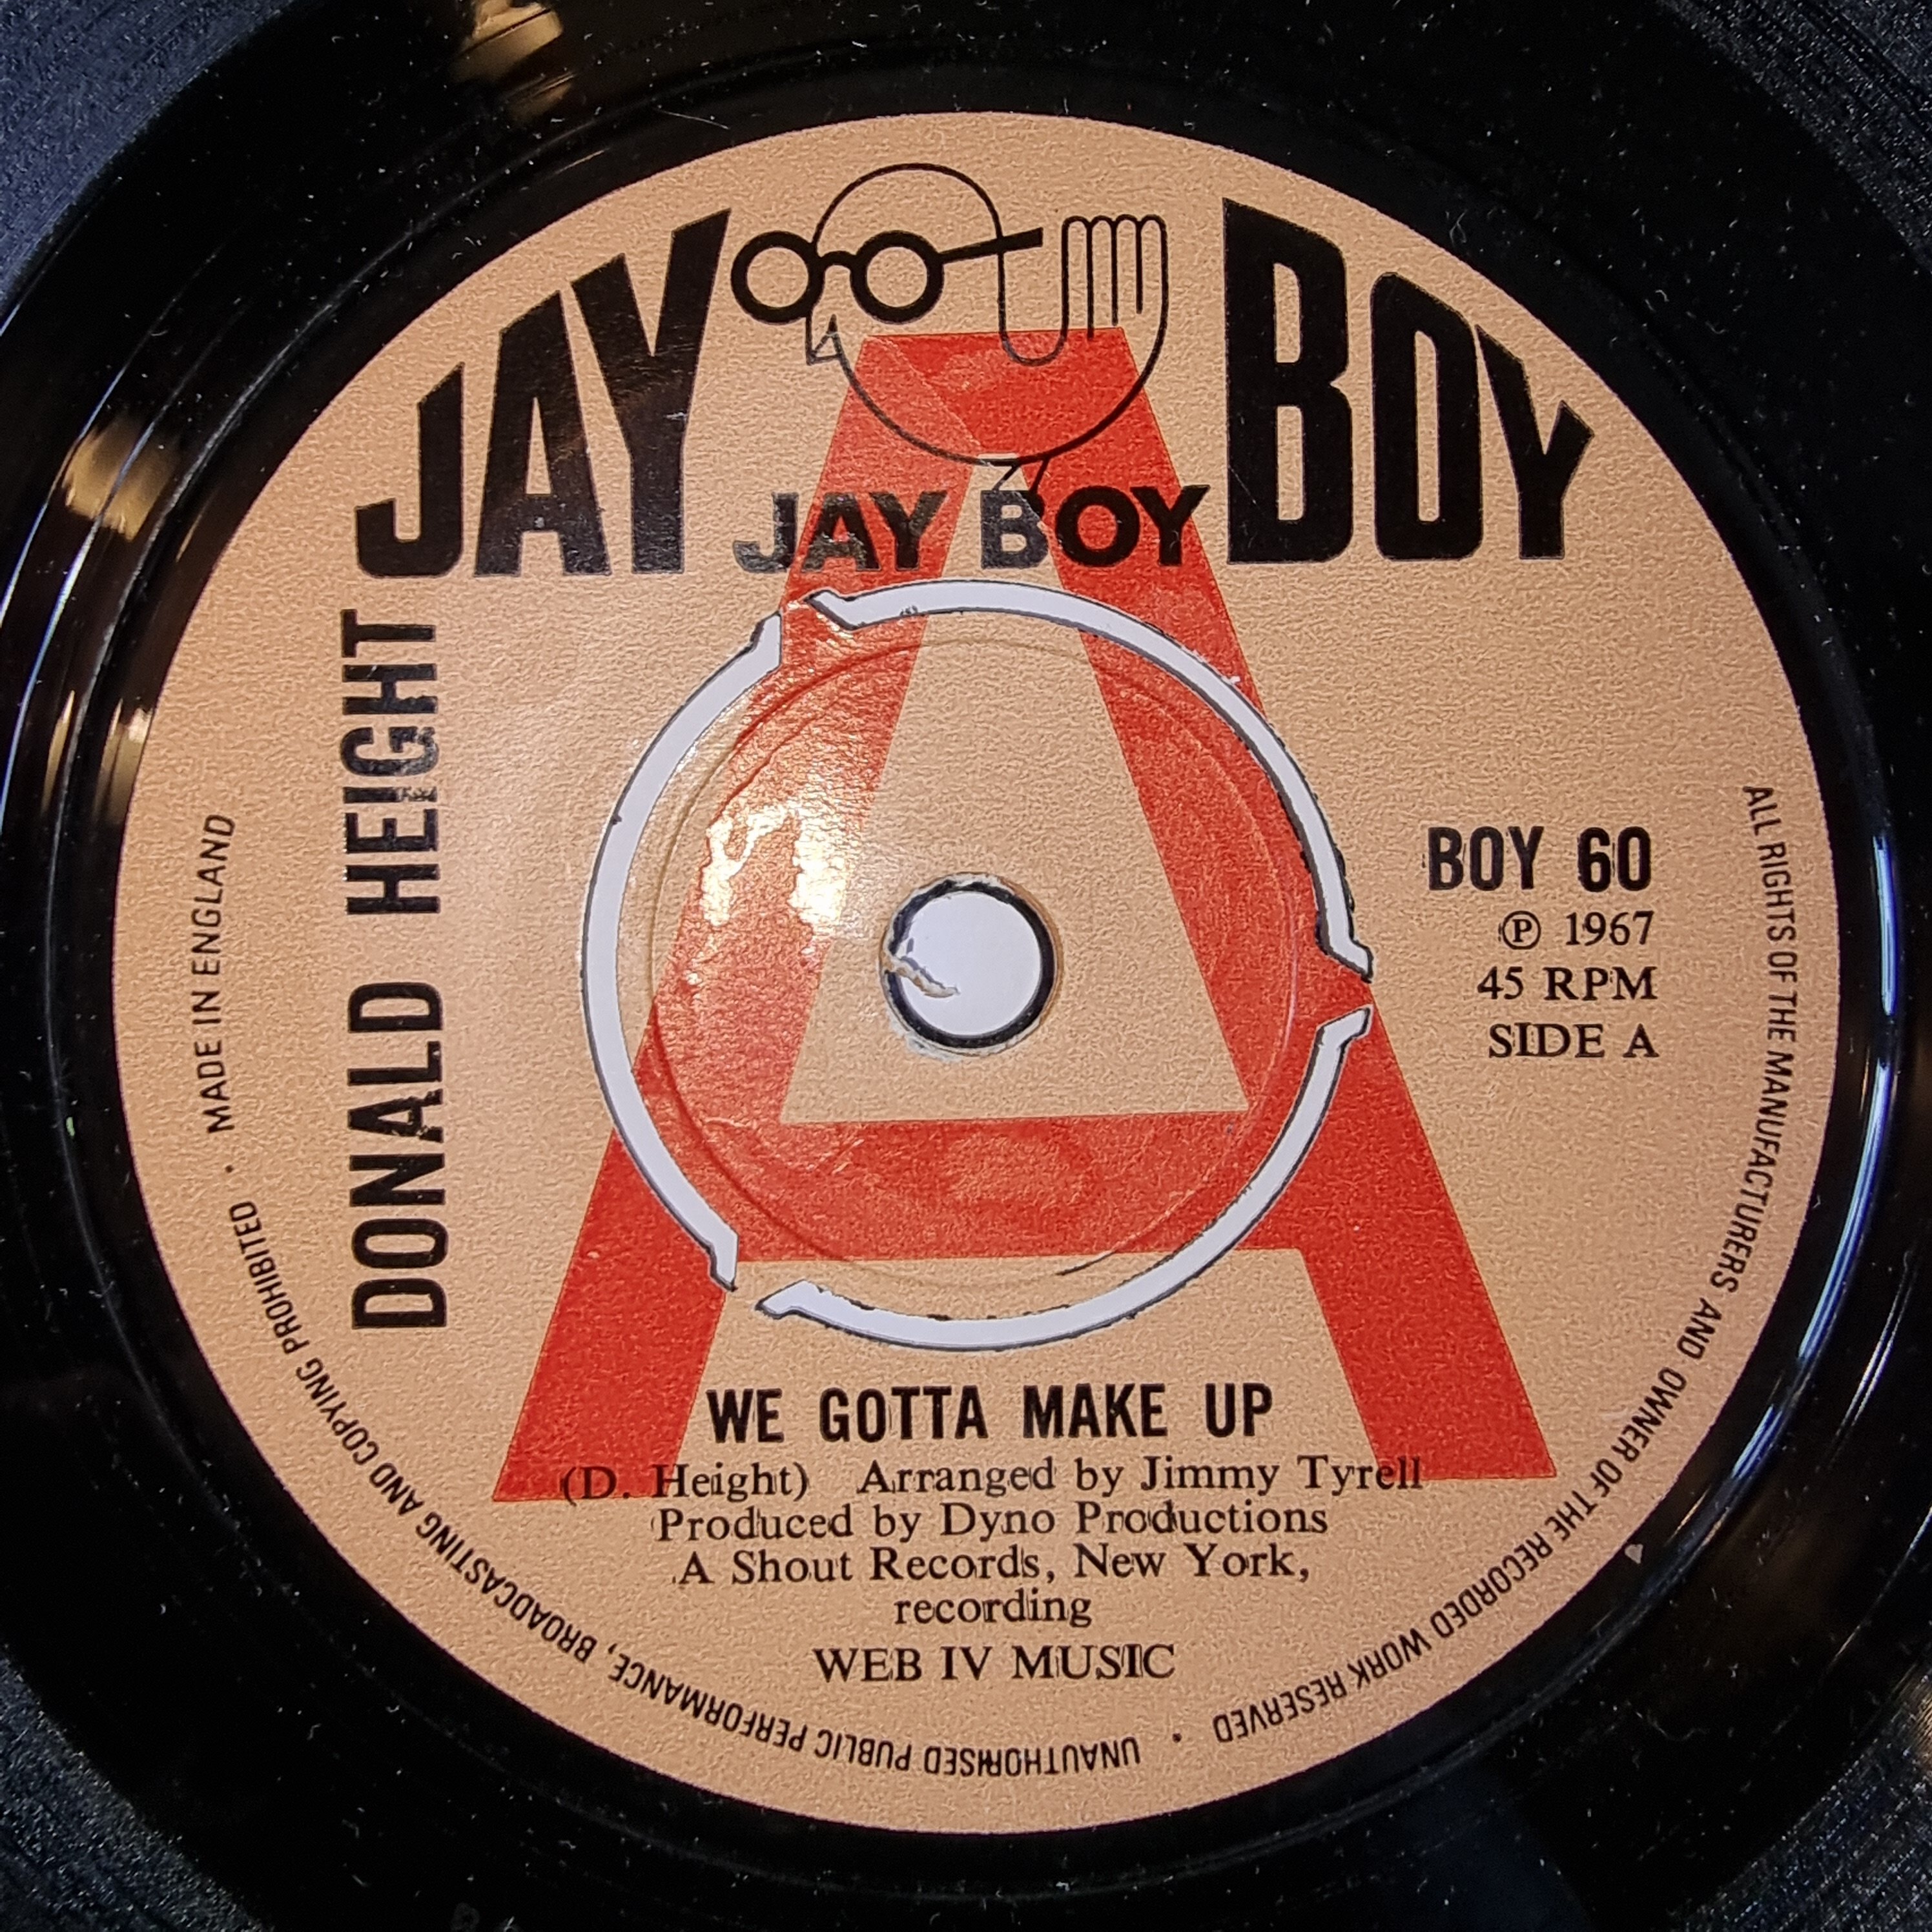 JAY BOY
JAY BOY
A
DONALD HEIGHT
BOY 60
Ⓟ 1967
45 RPM
SIDE A
WE GOTTA MAKE UP
(D. Height) Arranged by Jimmy Tyrell
Produced by Dyno Productions
A Shout Records, New York,
recording
WEB IV MUSIC
ALL RIGHTS OF THE MANUFACTURERS AND OWNER OF THE RECORDED WORK RESERVED • UNAUTHORISED PUBLIC PERFORMANCE, BROADCASTING AND COPYING PROHIBITED • MADE IN ENGLAND